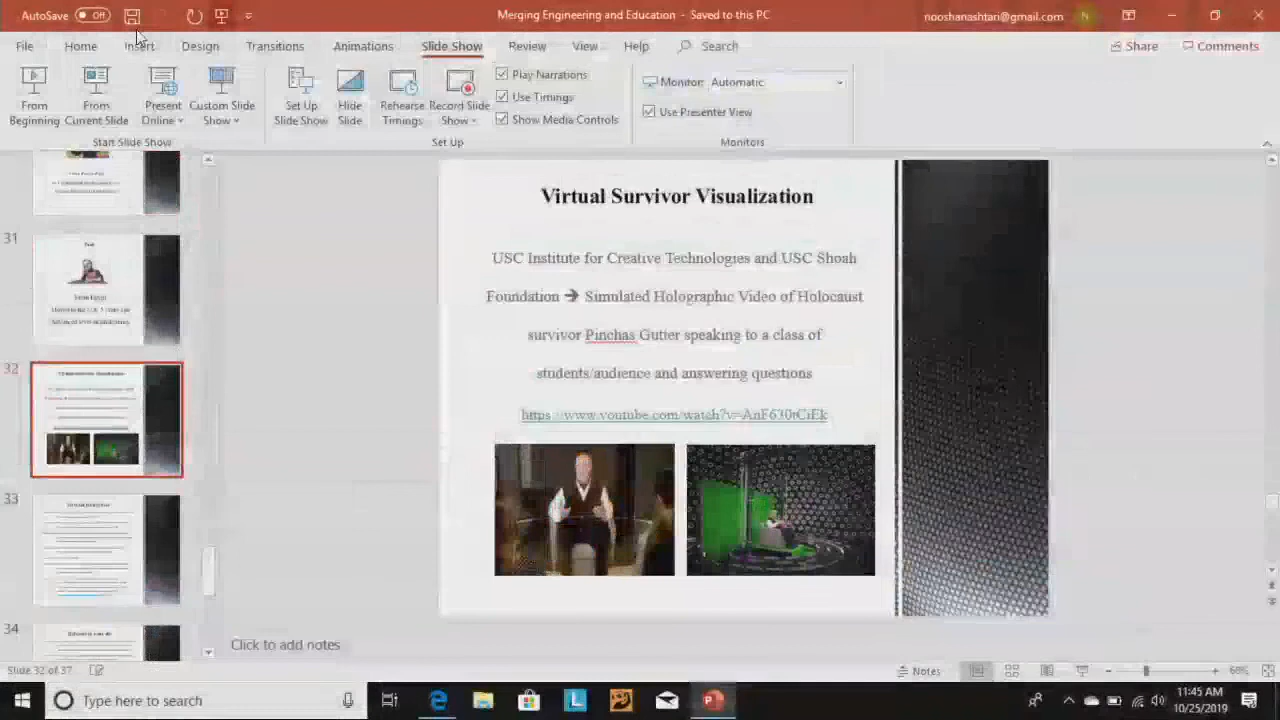 AutoSave Off
Merging Engineering and Education - Saved to this PC
nooshanashtari@gmail.com N
File Home Insert Design Transitions Animations Slide Show Review View Help Search Share Comments
From Beginning
From Current Slide
Present Online
Custom Slide Show
Start Slide Show
Set Up Slide Show
Hide Slide
Rehearse Timings
Record Slide Show
Play Narrations
Use Timings
Show Media Controls
Set Up
Monitor: Automatic
Use Presenter View
Monitors
31
32
33
34
Virtual Survivor Visualization
USC Institute for Creative Technologies and USC Shoah
Foundation ➔ Simulated Holographic Video of Holocaust
survivor Pinchas Gutter speaking to a class of
students/audience and answering questions
Click to add notes
Slide 32 of 37
Notes
68%
Type here to search
11:45 AM
10/25/2019